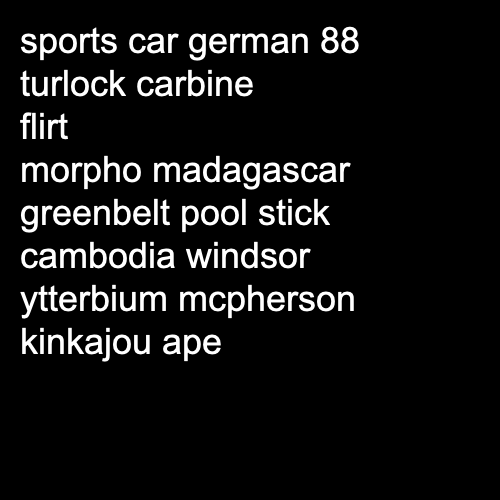 sports car german 88
turlock carbine
flirt
morpho madagascar
greenbelt pool stick
cambodia windsor
ytterbium mcpherson
kinkajou ape